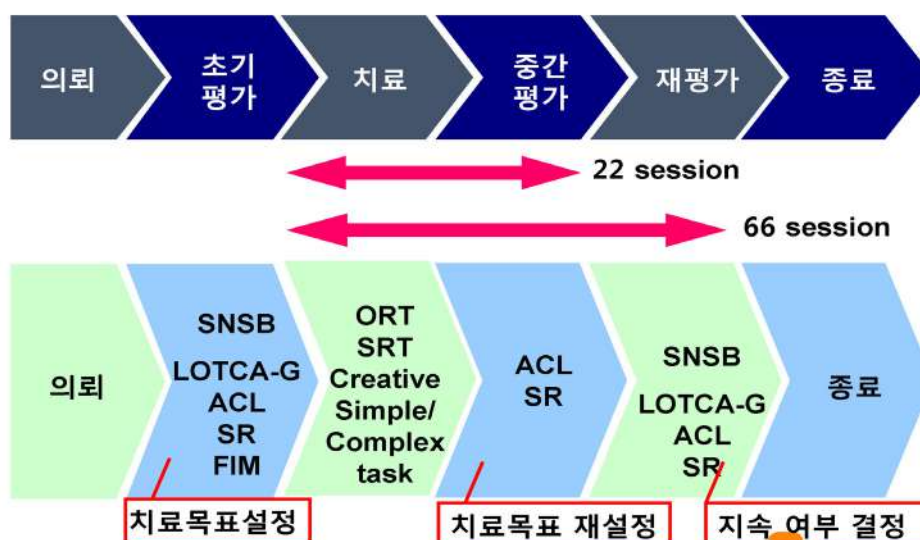 의뢰
초기
평가
치료
중간
평가
재평가
종료
22 session
66 session
의뢰
SNSB
LOTCA-G
ACL
SR
FIM
ORT
SRT
Creative
Simple/
Complex
task
ACL
SR
SNSB
LOTCA-G
ACL
SR
종료
치료목표설정
치료목표 재설정
지속 여부 결정